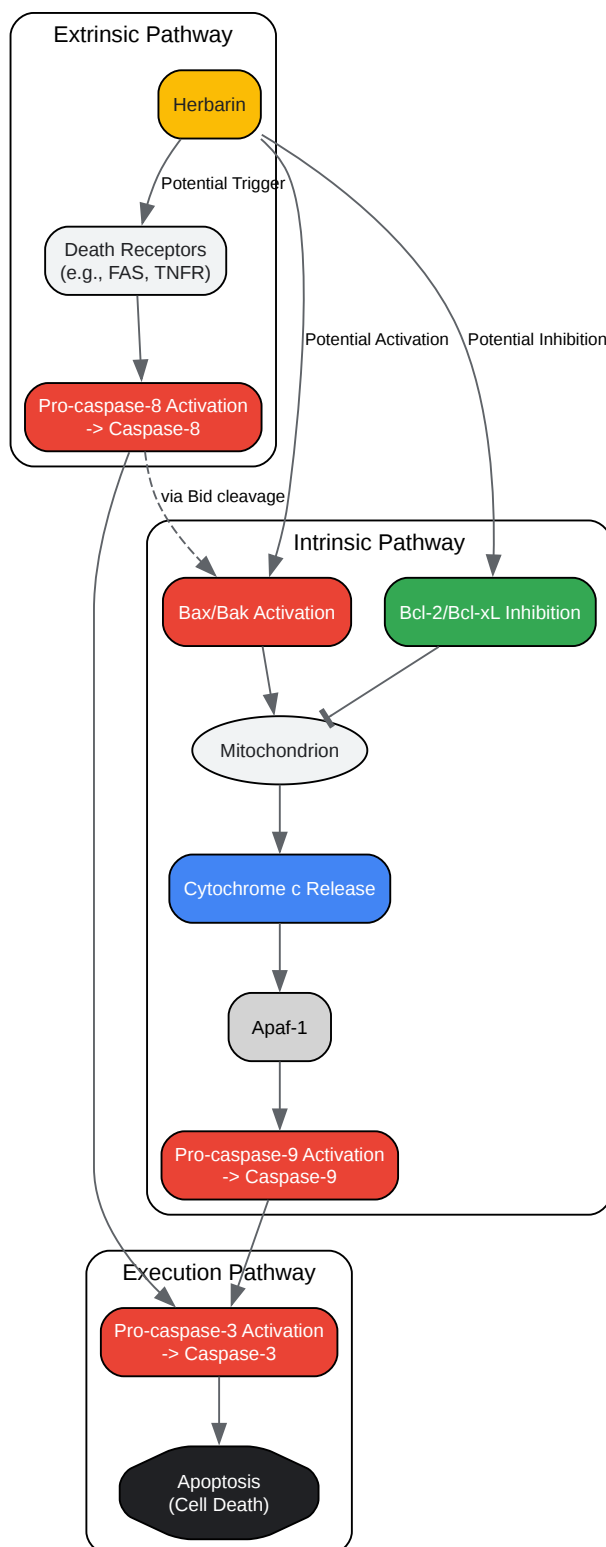 Extrinsic Pathway
Herbarin
Potential Trigger
Death Receptors
(e.g., FAS, TNFR)
Potential Activation
Potential Inhibition
Pro-caspase-8 Activation
-> Caspase-8
via Bid cleavage
Intrinsic Pathway
Bax/Bak Activation
Bcl-2/Bcl-xL Inhibition
Mitochondrion
Cytochrome c Release
Apaf-1
Pro-caspase-9 Activation
-> Caspase-9
Execution Pathway
Pro-caspase-3 Activation
-> Caspase-3
Apoptosis
(Cell Death)